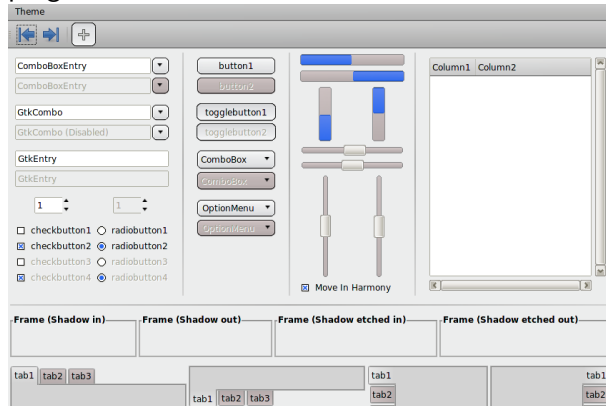 Theme
ComboBoxEntry
ComboBoxEntry
GtkCombo
GtkCombo (Disabled)
GtkEntry
GtkEntry
1
1
checkbutton1 radiobutton1
checkbutton2 radiobutton2
checkbutton3 radiobutton3
checkbutton4 radiobutton4
button1
button2
togglebutton1
togglebutton2
ComboBox
ComboBox
OptionMenu
OptionMenu
Move In Harmony
Column1 Column2
Frame (Shadow in)
Frame (Shadow out)
Frame (Shadow etched in)
Frame (Shadow etched out)
tab1 tab2 tab3
tab1 tab2 tab3
tab1
tab2
tab1
tab2